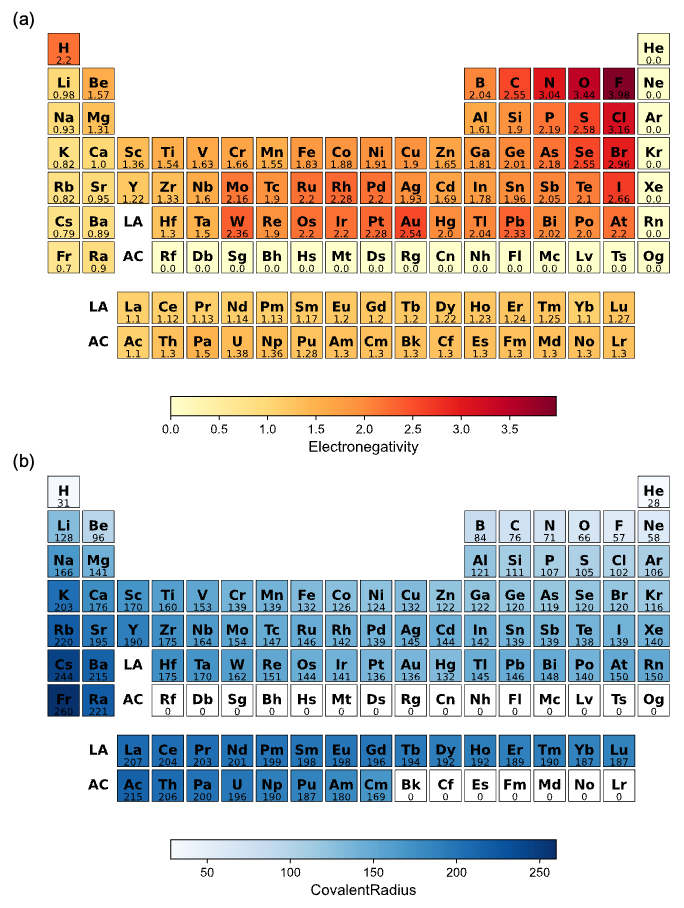 (a)
H He
2.2 0.0
Li Be B C N O F Ne
0.98 1.57 2.04 2.55 3.04 3.44 3.98 0.0
Na Mg Al Si P S Cl Ar
0.93 1.31 1.61 1.9 2.19 2.58 3.16 0.0
K Ca Sc Ti V Cr Mn Fe Co Ni Cu Zn Ga Ge As Se Br Kr
0.82 1.0 1.36 1.54 1.63 1.66 1.55 1.83 1.88 1.91 1.9 1.65 1.81 2.01 2.18 2.55 2.96 0.0
Rb Sr Y Zr Nb Mo Tc Ru Rh Pd Ag Cd In Sn Sb Te I Xe
0.82 0.95 1.22 1.33 1.6 2.16 1.9 2.2 2.28 2.2 1.93 1.69 1.78 1.96 2.05 2.1 2.66 0.0
Cs Ba LA Hf Ta W Re Os Ir Pt Au Hg Tl Pb Bi Po At Rn
0.79 0.89 1.3 1.5 2.36 1.9 2.2 2.2 2.28 2.54 2.0 2.04 2.33 2.02 2.0 2.2 0.0
Fr Ra AC Rf Db Sg Bh Hs Mt Ds Rg Cn Nh Fl Mc Lv Ts Og
0.7 0.9 0.0 0.0 0.0 0.0 0.0 0.0 0.0 0.0 0.0 0.0 0.0 0.0 0.0 0.0 0.0
LA La Ce Pr Nd Pm Sm Eu Gd Tb Dy Ho Er Tm Yb Lu
1.1 1.12 1.13 1.14 1.13 1.17 1.2 1.2 1.2 1.22 1.23 1.24 1.25 1.1 1.27
AC Ac Th Pa U Np Pu Am Cm Bk Cf Es Fm Md No Lr
1.1 1.3 1.5 1.38 1.36 1.28 1.3 1.3 1.3 1.3 1.3 1.3 1.3 1.3 1.3
0.0 0.5 1.0 1.5 2.0 2.5 3.0 3.5
Electronegativity
(b)
H He
31 28
Li Be B C N O F Ne
128 96 84 76 71 66 57 58
Na Mg Al Si P S Cl Ar
166 141 121 111 107 105 102 106
K Ca Sc Ti V Cr Mn Fe Co Ni Cu Zn Ga Ge As Se Br Kr
203 176 170 160 153 139 139 132 126 124 132 122 122 120 119 120 120 116
Rb Sr Y Zr Nb Mo Tc Ru Rh Pd Ag Cd In Sn Sb Te I Xe
220 195 190 175 164 154 147 146 142 139 145 144 142 139 139 138 139 140
Cs Ba LA Hf Ta W Re Os Ir Pt Au Hg Tl Pb Bi Po At Rn
244 215 175 170 162 151 144 141 136 136 132 145 146 148 140 150 150
Fr Ra AC Rf Db Sg Bh Hs Mt Ds Rg Cn Nh Fl Mc Lv Ts Og
260 221 0 0 0 0 0 0 0 0 0 0 0 0 0 0 0
LA La Ce Pr Nd Pm Sm Eu Gd Tb Dy Ho Er Tm Yb Lu
207 204 203 201 199 198 198 196 194 192 192 189 190 187 187
AC Ac Th Pa U Np Pu Am Cm Bk Cf Es Fm Md No Lr
215 206 200 196 190 187 180 169 0 0 0 0 0 0 0
50 100 150 200 250
CovalentRadius